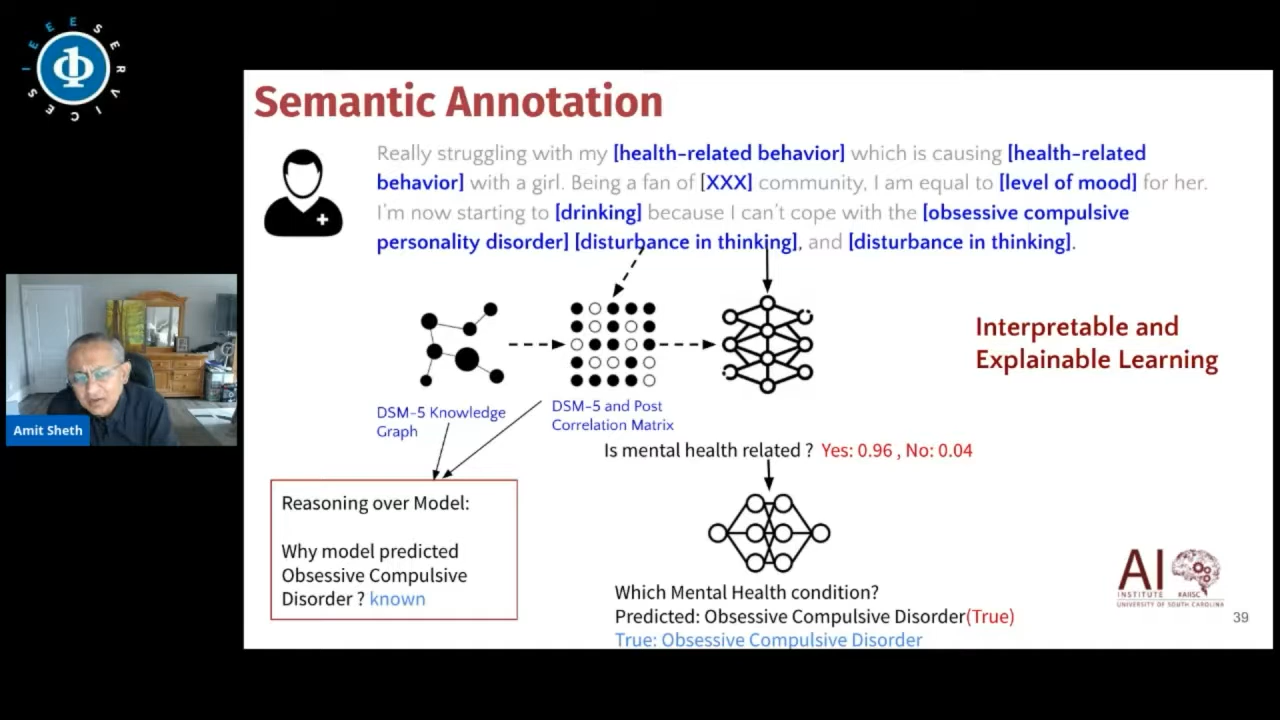 IEEE SERVICES
Semantic Annotation
Really struggling with my [health-related behavior] which is causing [health-related
behavior] with a girl. Being a fan of [XXX] community, I am equal to [level of mood] for her.
I'm now starting to [drinking] because I can't cope with the [obsessive compulsive
personality disorder] [disturbance in thinking], and [disturbance in thinking].
Interpretable and
Explainable Learning
DSM-5 Knowledge
Graph
DSM-5 and Post
Correlation Matrix
Amit Sheth
Is mental health related ? Yes: 0.96 , No: 0.04
Reasoning over Model:
Why model predicted
Obsessive Compulsive
Disorder ? known
Which Mental Health condition?
Predicted: Obsessive Compulsive Disorder(True)
True: Obsessive Compulsive Disorder
AI
INSTITUTE #AIISC
UNIVERSITY OF SOUTH CAROLINA
39